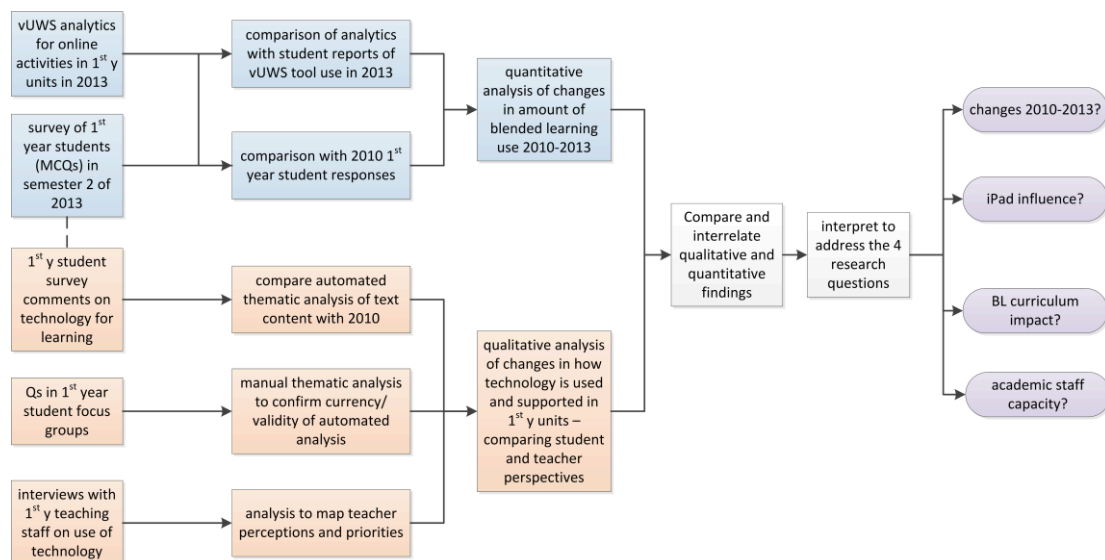 vUWS analytics
for online
activities in 1st y
units in 2013
comparison of analytics
with student reports of
vUWS tool use in 2013
survey of 1st
year students
(MCQs) in
semester 2 of
2013
comparison with 2010 1st
year student responses
quantitative
analysis of changes
in amount of
blended learning
use 2010-2013
1st y student
survey
comments on
technology for
learning
compare automated
thematic analysis of text
content with 2010
Qs in 1st year
student focus
groups
manual thematic analysis
to confirm currency/
validity of automated
analysis
interviews with
1st y teaching
staff on use of
technology
analysis to map teacher
perceptions and priorities
qualitative analysis
of changes in how
technology is used
and supported in
1st y units –
comparing student
and teacher
perspectives
Compare and
interrelate
qualitative and
quantitative
findings
interpret to
address the 4
research
questions
changes 2010-2013?
iPad influence?
BL curriculum
impact?
academic staff
capacity?